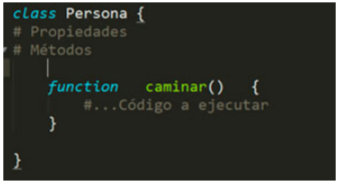 class Persona {
# Propiedades
# Métodos
function caminar() {
#...Código a ejecutar
}
}